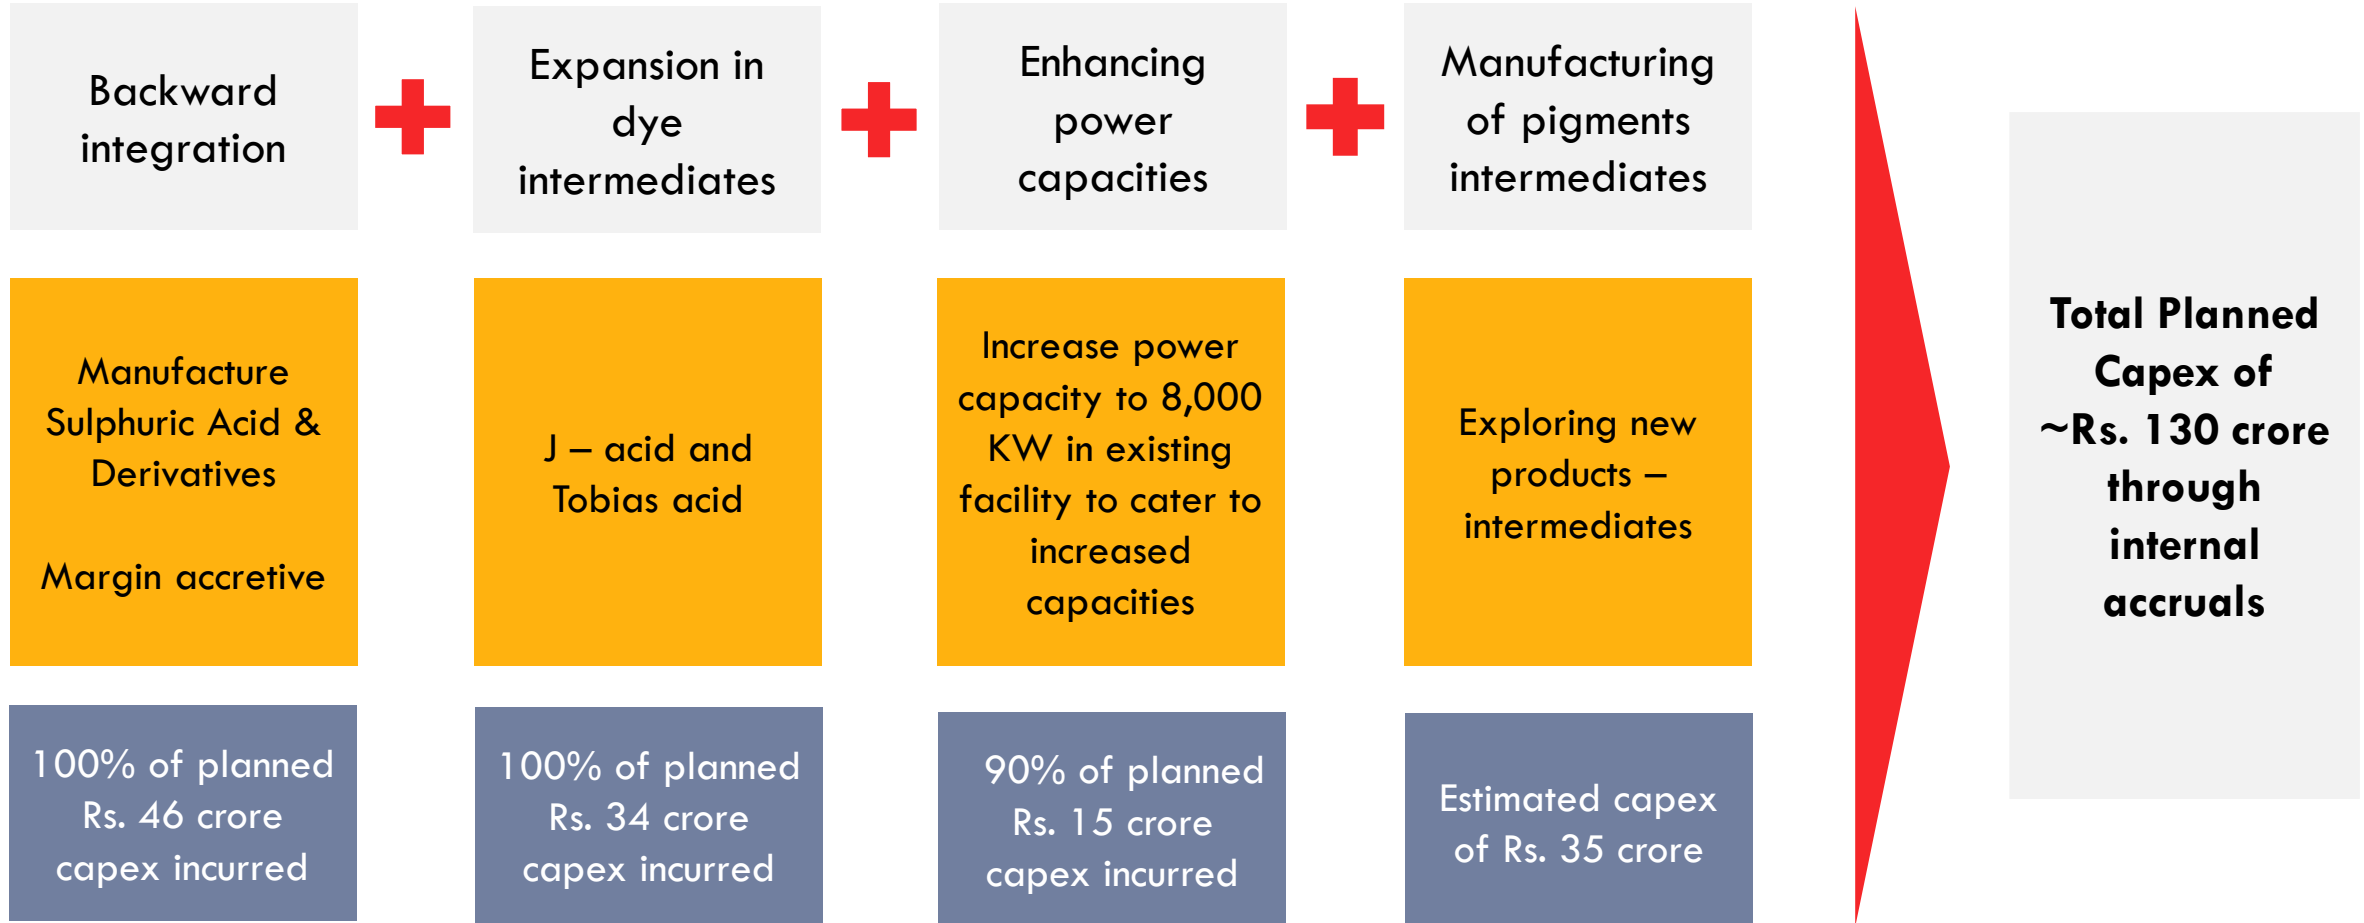 Backward
integration
Expansion in
dye
intermediates
Enhancing
power
capacities
Manufacturing
of pigments
intermediates
Manufacture
Sulphuric Acid &
Derivatives
Margin accretive
J – acid and
Tobias acid
Increase power
capacity to 8,000
KW in existing
facility to cater to
increased
capacities
Exploring new
products –
intermediates
100% of planned
Rs. 46 crore
capex incurred
100% of planned
Rs. 34 crore
capex incurred
90% of planned
Rs. 15 crore
capex incurred
Estimated capex
of Rs. 35 crore
Total Planned
Capex of
~Rs. 130 crore
through
internal
accruals